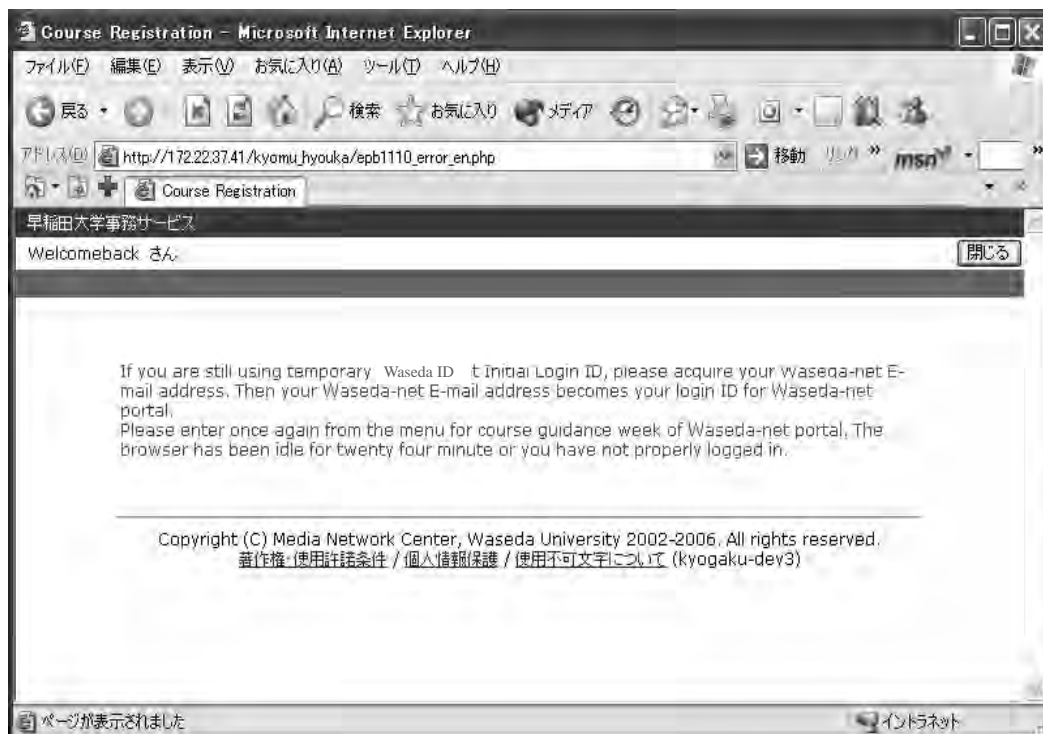 Course Registration - Microsoft Internet Explorer
ファイル(F) 編集(E) 表示(V) お気に入り(A) ツール(T) ヘルプ(H)
戻る 検索 お気に入り メディア
アドレス(D) http://172.22.37.41/kyomu_hyouka/epb1110_error_en.php 移動 リンク » msn »
Course Registration
早稲田大学事務サービス
Welcomeback さん 閉じる
If you are still using temporary Waseda ID t Initial Login ID, please acquire your Waseda-net E-
mail address. Then your Waseda-net E-mail address becomes your login ID for Waseda-net
portal.
Please enter once again from the menu for course guidance week of Waseda-net portal. The
browser has been idle for twenty four minute or you have not properly logged in.
Copyright (C) Media Network Center, Waseda University 2002-2006. All rights reserved.
著作権・使用許諾条件 / 個人情報保護 / 使用不可文字について (kyogaku-dev3)
ページが表示されました イントラネット